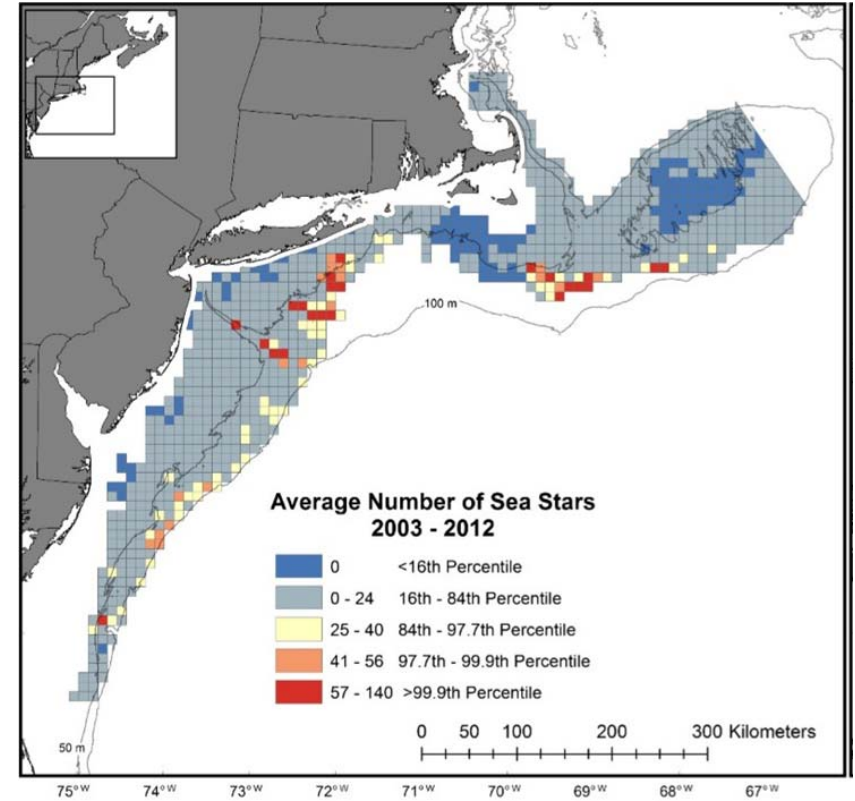 100 m
Average Number of Sea Stars
2003 - 2012
0 <16th Percentile
0 - 24 16th - 84th Percentile
25 - 40 84th - 97.7th Percentile
41 - 56 97.7th - 99.9th Percentile
57 - 140 >99.9th Percentile
0 50 100 200 300 Kilometers
50 m
75°W 74°W 73°W 72°W 71°W 70°W 69°W 68°W 67°W